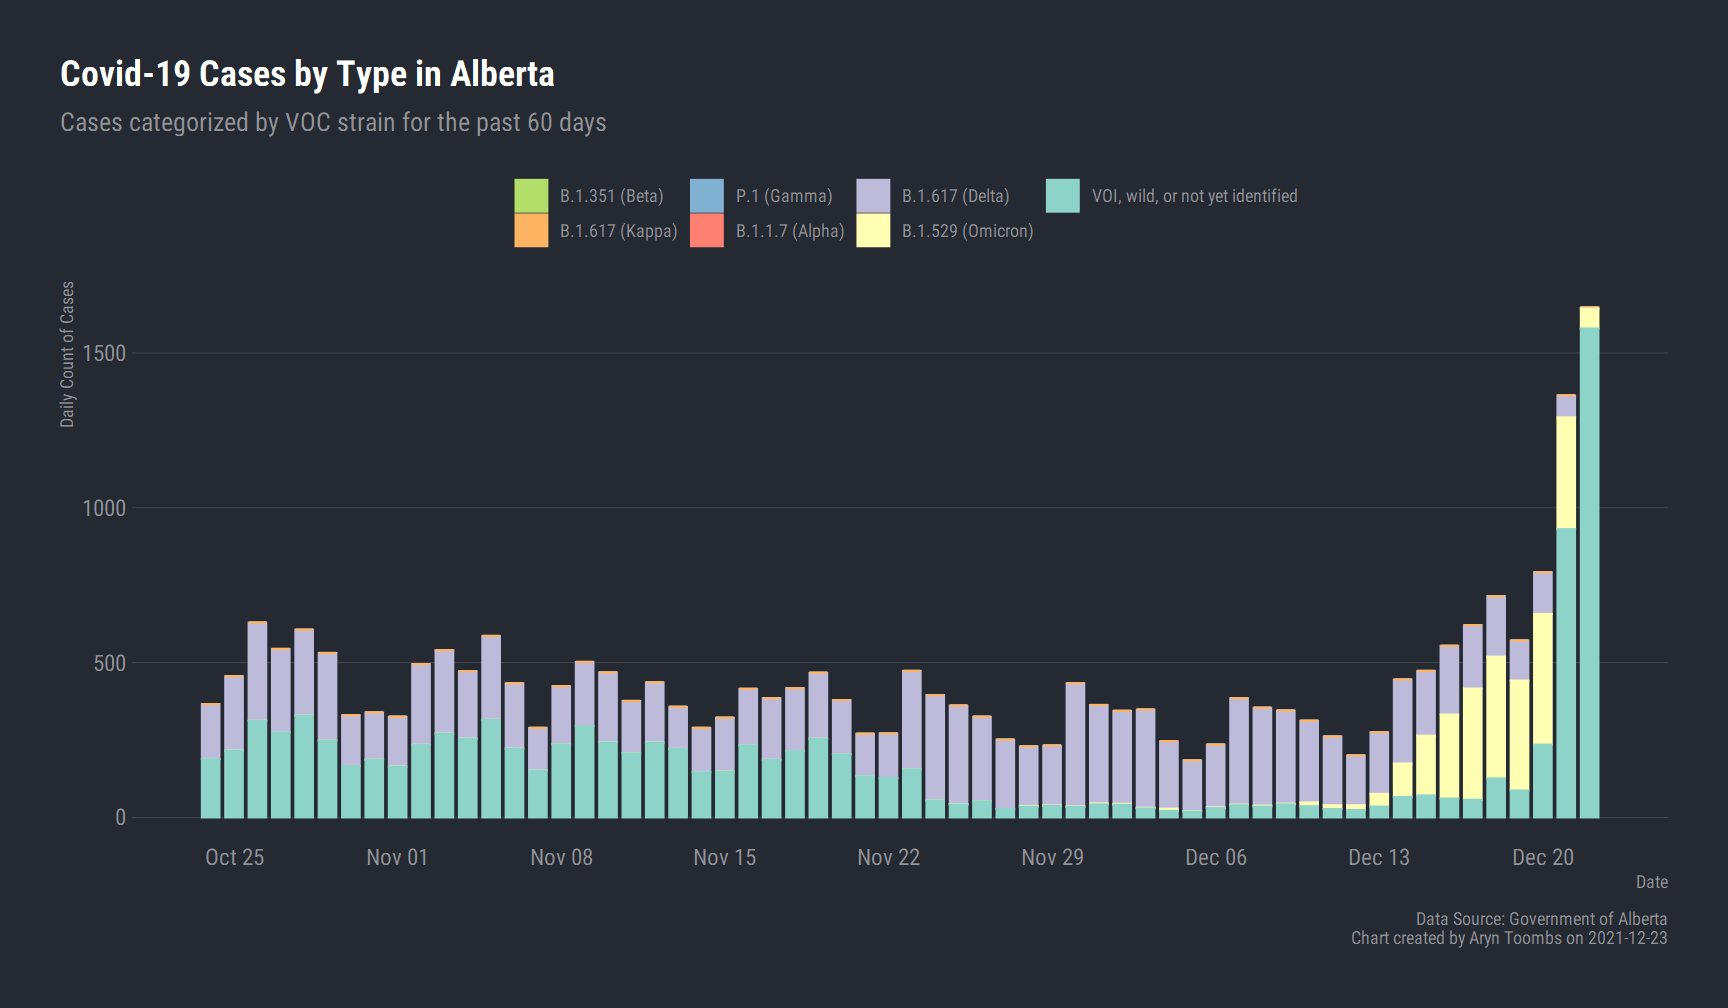 Covid-19 Cases by Type in Alberta
Cases categorized by VOC strain for the past 60 days
B.1.351 (Beta)
P.1 (Gamma)
B.1.617 (Delta)
VOI, wild, or not yet identified
B.1.617 (Kappa)
B.1.1.7 (Alpha)
B.1.529 (Omicron)
Daily Count of Cases
1500
1000
500
0
Oct 25
Nov 01
Nov 08
Nov 15
Nov 22
Nov 29
Dec 06
Dec 13
Dec 20
Date
Data Source: Government of Alberta
Chart created by Aryn Toombs on 2021-12-23